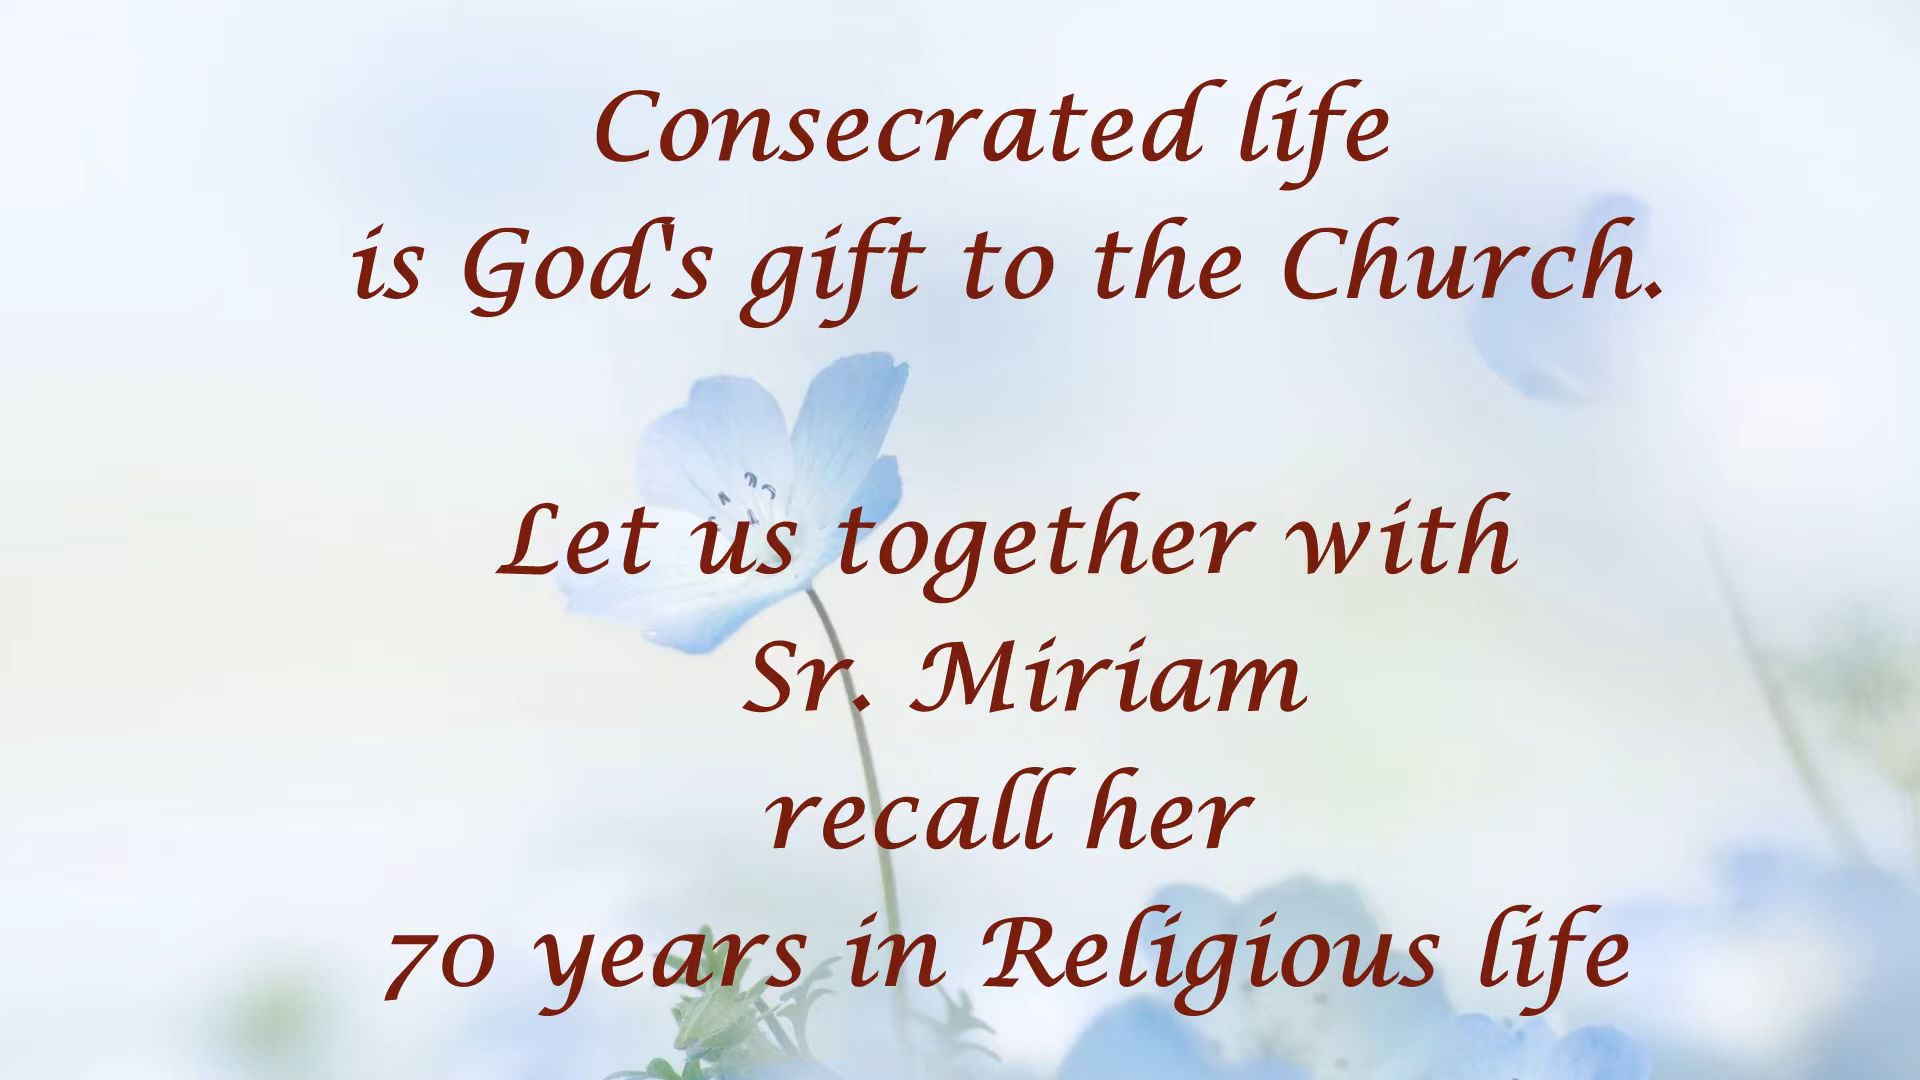 Consecrated life
is God's gift to the Church.
Let us together with
Sr. Miriam
recall her
70 years in Religious life